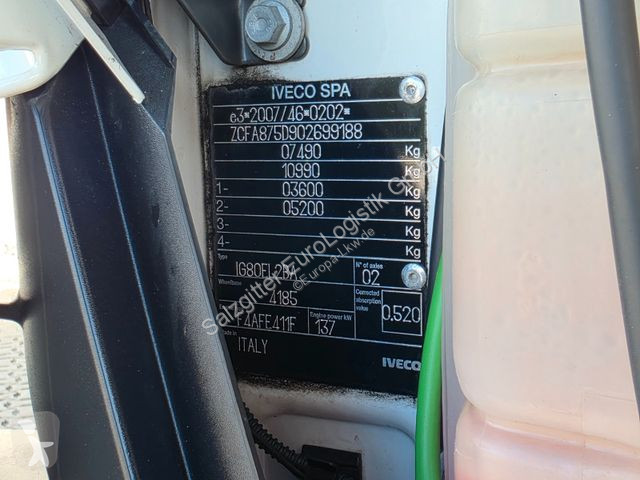 IVECO SPA
e3*2007/46*0202*
ZCFA875D902699188
07490 Kg
10990 Kg
1- 03600 Kg
2- 05200 Kg
3- Kg
4- Kg
Type
N° of axles
02
Wheelbase
4185
Corrected absorption value
0.520
F4AFE411F
Engine power kW
137
Made in
ITALY
IVECO
Salzgitter EuroLogistik GmbH
©Europa-Lkw.de